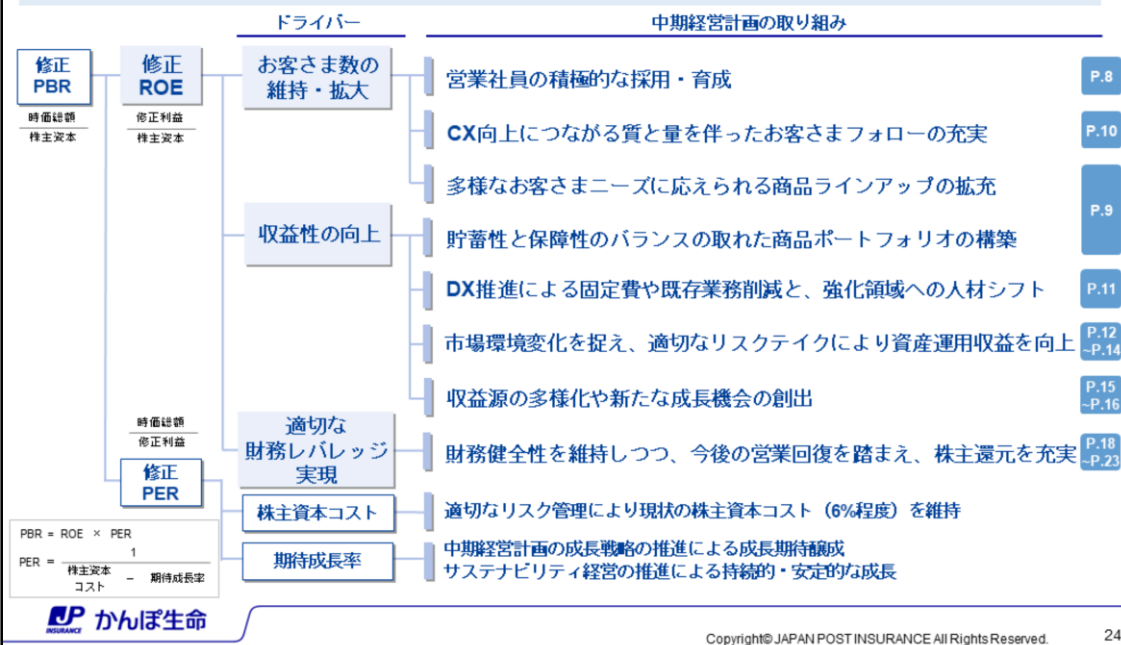 ドライバー
中期経営計画の取り組み
修正
PBR
時価総額
株主資本
修正
ROE
修正利益
株主資本
お客さま数の
維持・拡大
営業社員の積極的な採用・育成
P.8
CX向上につながる質と量を伴ったお客さまフォローの充実
P.10
多様なお客さまニーズに応えられる商品ラインアップの拡充
P.9
収益性の向上
貯蓄性と保障性のバランスの取れた商品ポートフォリオの構築
DX推進による固定費や既存業務削減と、強化領域への人材シフト
P.11
市場環境変化を捉え、適切なリスクテイクにより資産運用収益を向上
P.12
~P.14
収益源の多様化や新たな成長機会の創出
P.15
~P.16
適切な
財務レバレッジ
実現
財務健全性を維持しつつ、今後の営業回復を踏まえ、株主還元を充実
P.18
~P.23
時価総額
修正利益
修正
PER
株主資本コスト
適切なリスク管理により現状の株主資本コスト（6%程度）を維持
期待成長率
中期経営計画の成長戦略の推進による成長期待醸成
サステナビリティ経営の推進による持続的・安定的な成長
PBR = ROE × PER
PER =
1
株主資本
コスト
－ 期待成長率
JP
INSURANCE
かんぽ生命
Copyright© JAPAN POST INSURANCE All Rights Reserved.
24